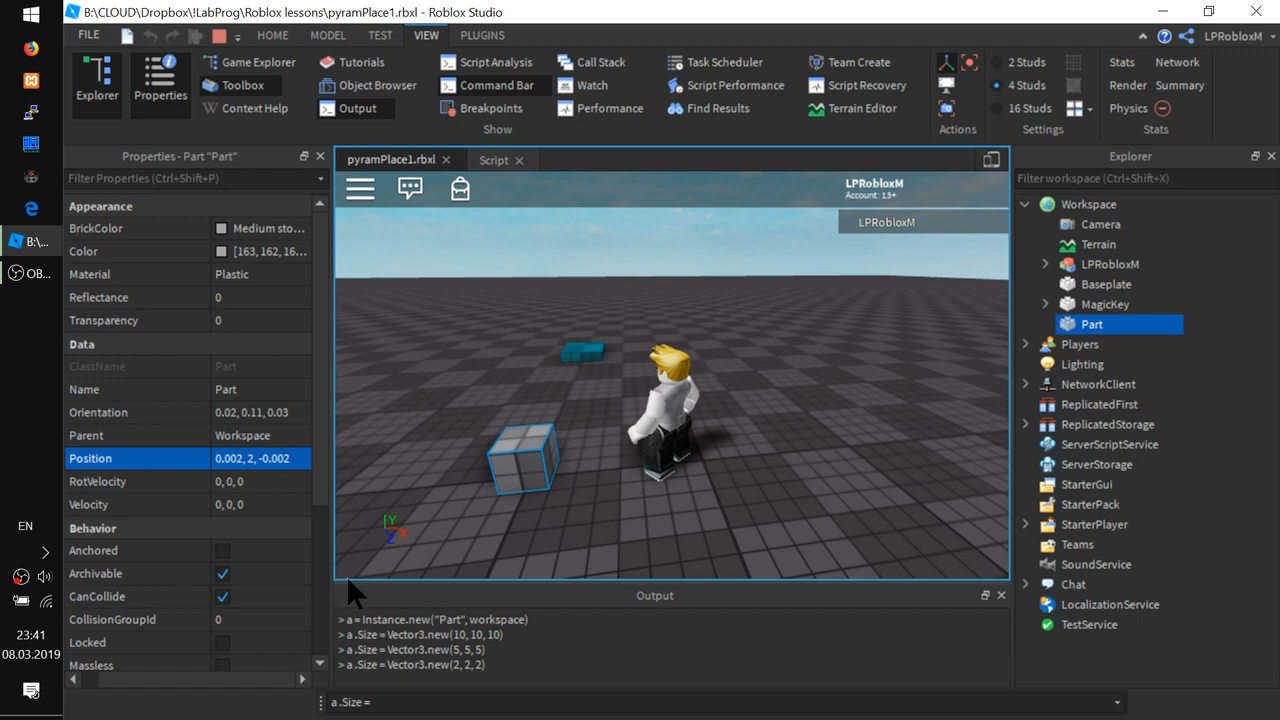 B:\CLOUD\Dropbox\!LabProg\Roblox lessons\pyramPlace1.rbxl - Roblox Studio
FILE HOME MODEL TEST VIEW PLUGINS LPRobloxM
Explorer
Properties
Game Explorer
Toolbox
Context Help
Tutorials
Object Browser
Output
Script Analysis
Command Bar
Breakpoints
Call Stack
Watch
Performance
Task Scheduler
Script Performance
Find Results
Team Create
Script Recovery
Terrain Editor
Show
Actions
2 Studs
4 Studs
16 Studs
Settings
Stats Network
Render Summary
Physics
Stats
Properties - Part "Part"
Filter Properties (Ctrl+Shift+P)
Appearance
BrickColor Medium sto...
Color [163, 162, 16...
Material Plastic
Reflectance 0
Transparency 0
Data
ClassName Part
Name Part
Orientation 0.02, 0.11, 0.03
Parent Workspace
Position 0.002, 2, -0.002
RotVelocity 0, 0, 0
Velocity 0, 0, 0
Behavior
Anchored
Archivable
CanCollide
CollisionGroupId 0
Locked
Massless
pyramPlace1.rbxl
Script
LPRobloxM
Account: 13+
LPRobloxM
Y
X
Z
Output
> a = Instance.new("Part", workspace)
> a .Size = Vector3.new(10, 10, 10)
> a .Size = Vector3.new(5, 5, 5)
> a .Size = Vector3.new(2, 2, 2)
a .Size =
Explorer
Filter workspace (Ctrl+Shift+X)
Workspace
Camera
Terrain
LPRobloxM
Baseplate
MagicKey
Part
Players
Lighting
NetworkClient
ReplicatedFirst
ReplicatedStorage
ServerScriptService
ServerStorage
StarterGui
StarterPack
StarterPlayer
Teams
SoundService
Chat
LocalizationService
TestService
B:\...
OB...
EN
23:41
08.03.2019